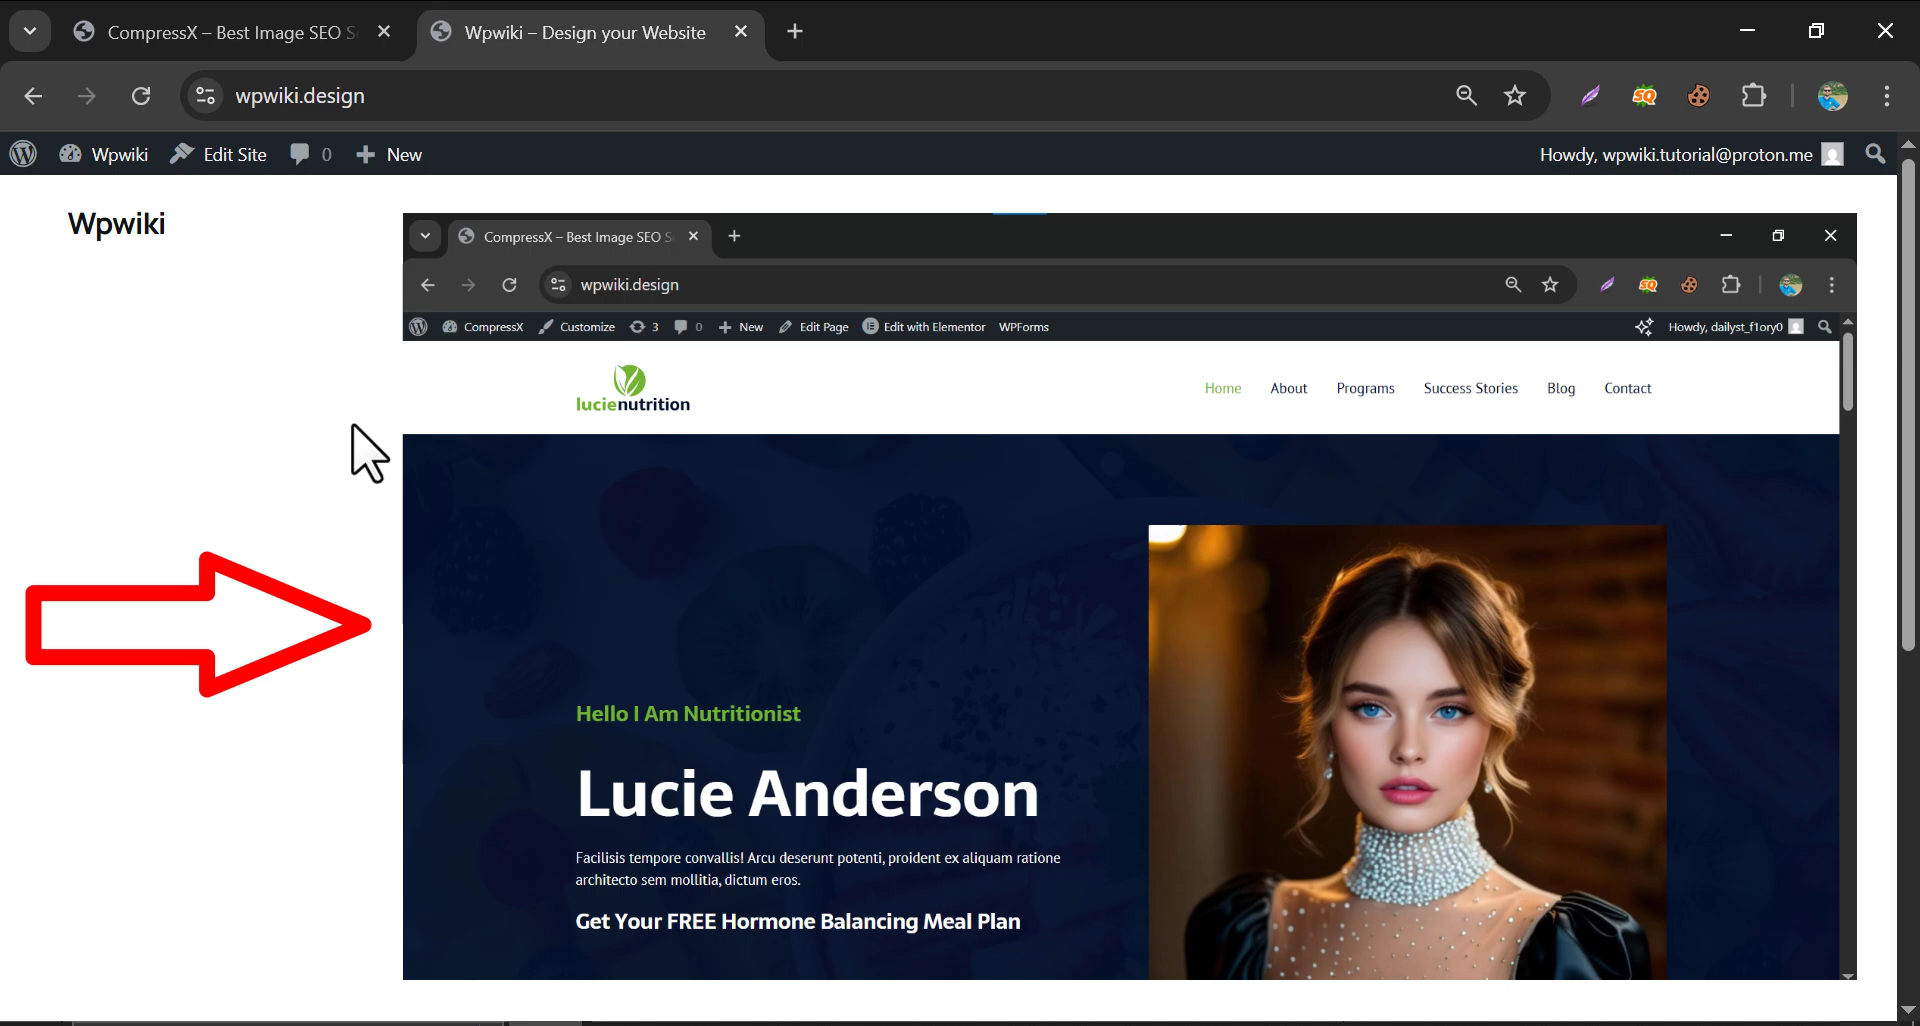 CompressX – Best Image SEO S
Wpwiki – Design your Website
wpwiki.design
SQ
Wpwiki
Edit Site
0
New
Howdy, wpwiki.tutorial@proton.me
Wpwiki
CompressX – Best Image SEO S
wpwiki.design
SQ
CompressX
Customize
3
0
New
Edit Page
Edit with Elementor
WPForms
Howdy, dailyst_f1ory0
lucienutrition
Home
About
Programs
Success Stories
Blog
Contact
Hello I Am Nutritionist
Lucie Anderson
Facilisis tempore convallis! Arcu deserunt potenti, proident ex aliquam ratione
architecto sem mollitia, dictum eros.
Get Your FREE Hormone Balancing Meal Plan